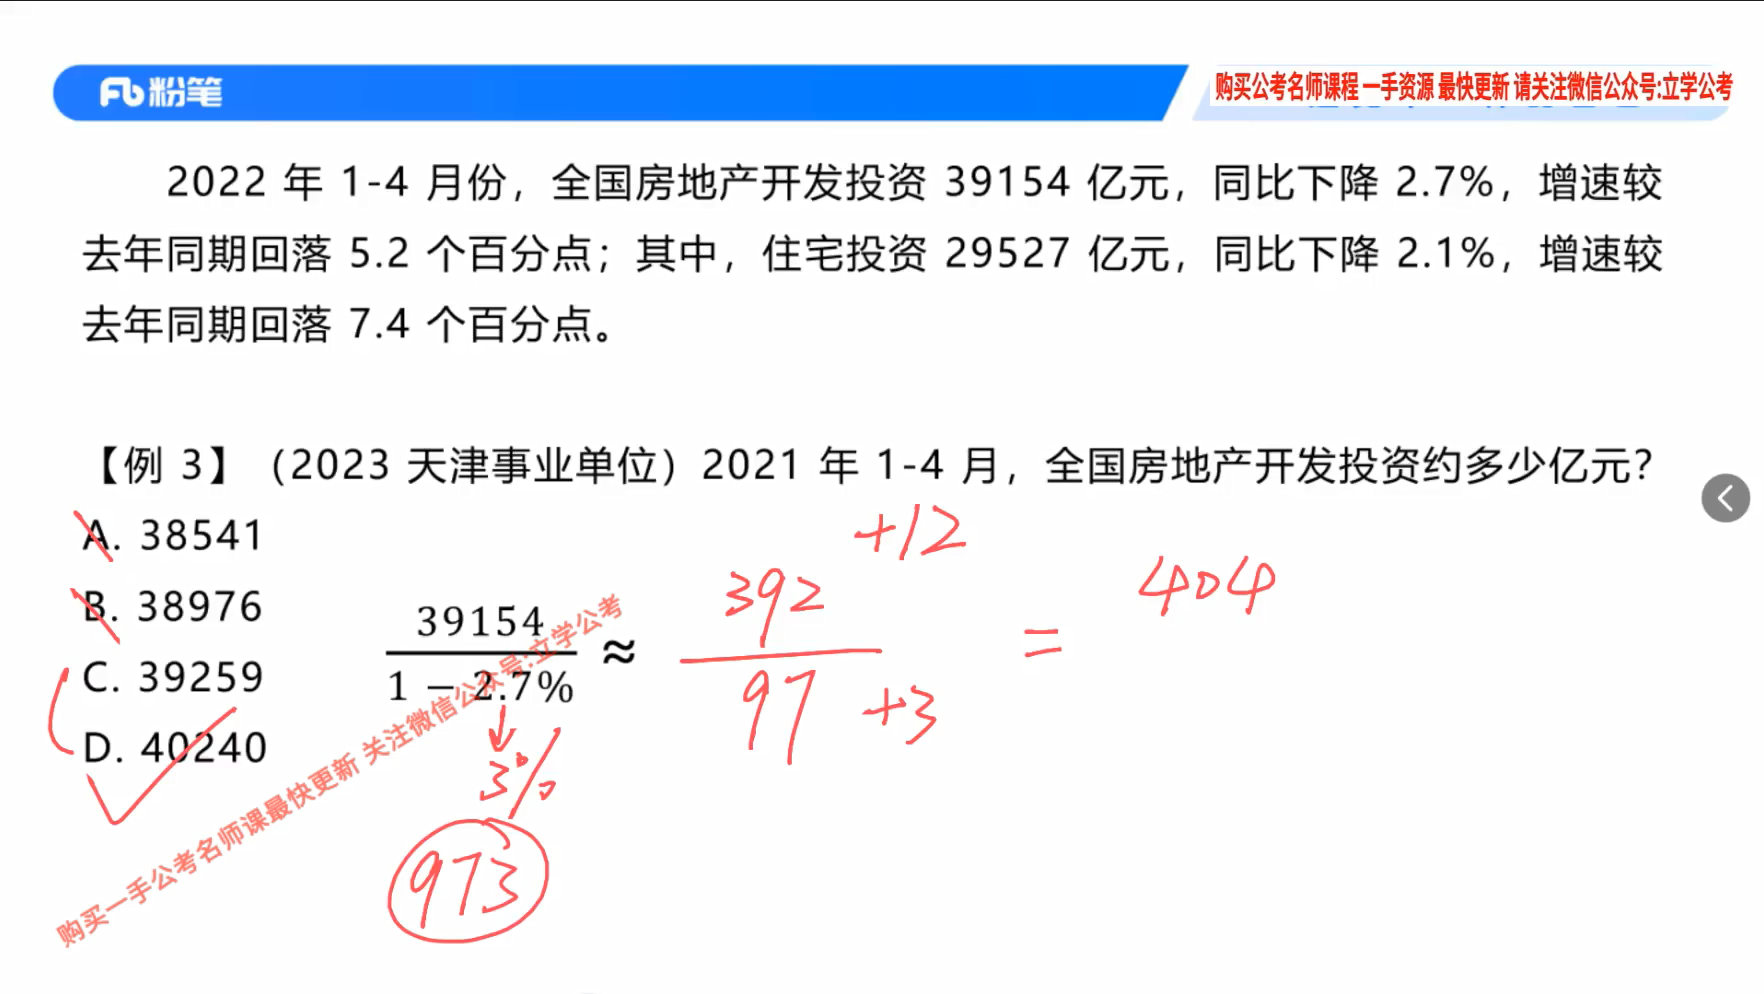 粉笔
购买公考名师课程 一手资源 最快更新 请关注微信公众号:立学公考
2022 年 1-4 月份，全国房地产开发投资 39154 亿元，同比下降 2.7%，增速较
去年同期回落 5.2 个百分点；其中，住宅投资 29527 亿元，同比下降 2.1%，增速较
去年同期回落 7.4 个百分点。
【例 3】（2023 天津事业单位）2021 年 1-4 月，全国房地产开发投资约多少亿元？
A. 38541
B. 38976
C. 39259
D. 40240
39154
1 − 2.7%
≈
392 +12
97 +3
=
404
3%
973
购买一手公考名师课最快更新 关注微信公众号:立学公考